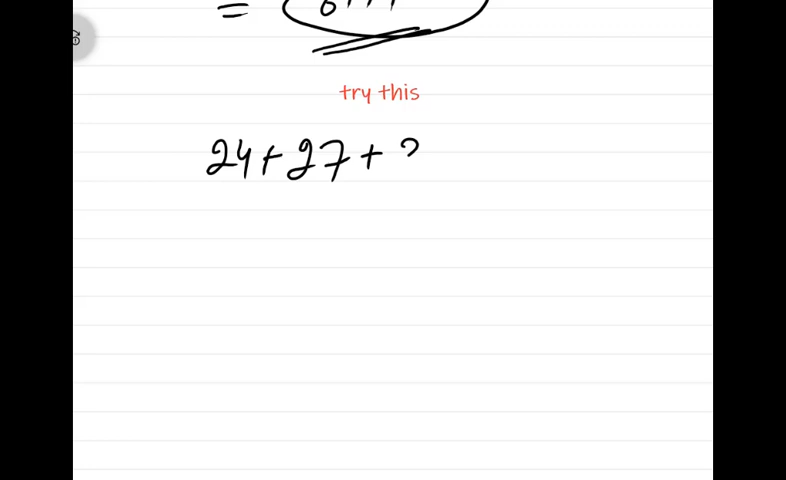 =
try this
24+27+